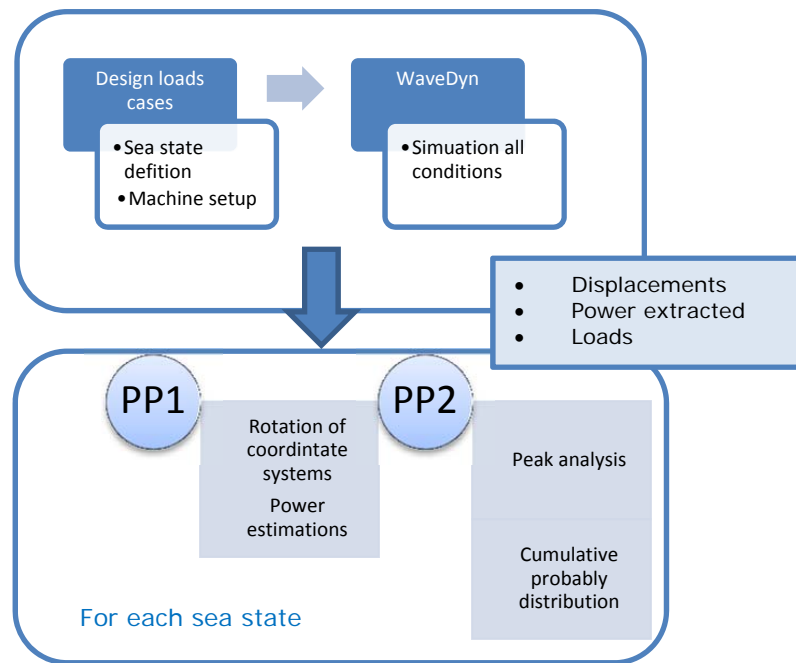 Design loads
cases
WaveDyn
•Sea state
defition
•Machine setup
•Simuation all
conditions
• Displacements
• Power extracted
• Loads
PP1
PP2
Rotation of
coordintate
systems
Power
estimations
Peak analysis
Cumulative
probably
distribution
For each sea state